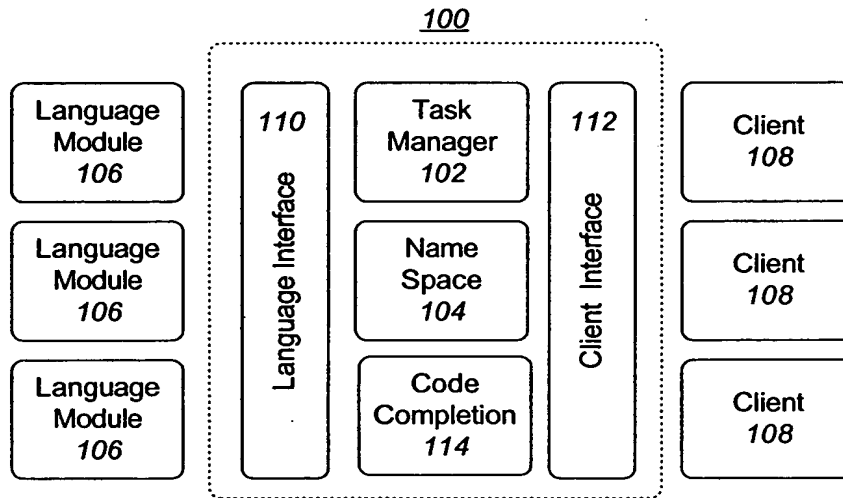 100
Language
Module
106
Language
Module
106
Language
Module
106
110
Language Interface
Task
Manager
102
Name
Space
104
Code
Completion
114
112
Client Interface
Client
108
Client
108
Client
108